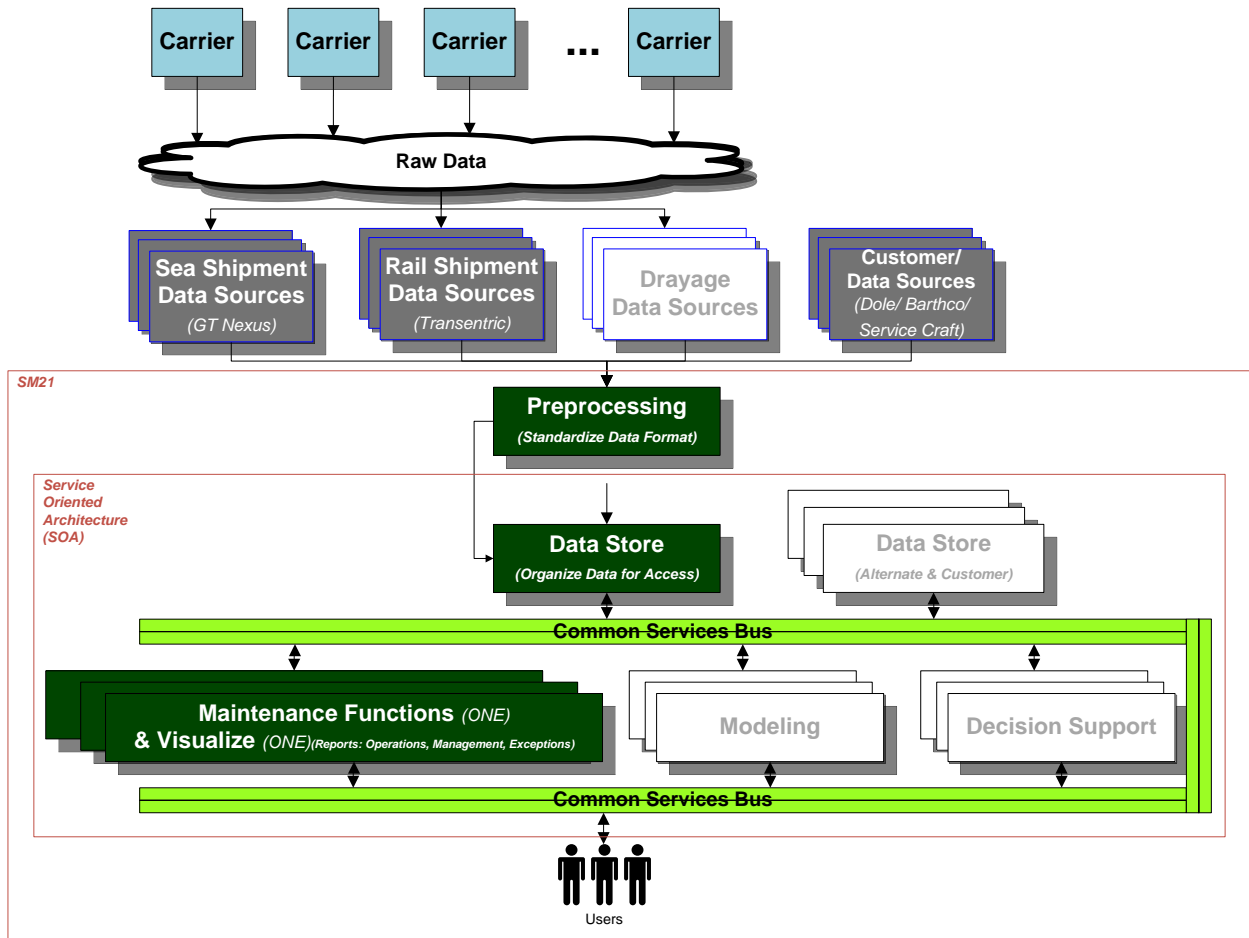 Carrier
Carrier
Carrier
...
Carrier
Raw Data
Sea Shipment
Data Sources
(GT Nexus)
Rail Shipment
Data Sources
(Transentric)
Drayage
Data Sources
Customer/
Data Sources
(Dole/ Barthco/
Service Craft)
SM21
Preprocessing
(Standardize Data Format)
Service
Oriented
Architecture
(SOA)
Data Store
(Organize Data for Access)
Data Store
(Alternate & Customer)
Common Services Bus
Maintenance Functions (ONE)
& Visualize (ONE)(Reports: Operations, Management, Exceptions)
Modeling
Decision Support
Common Services Bus
Users